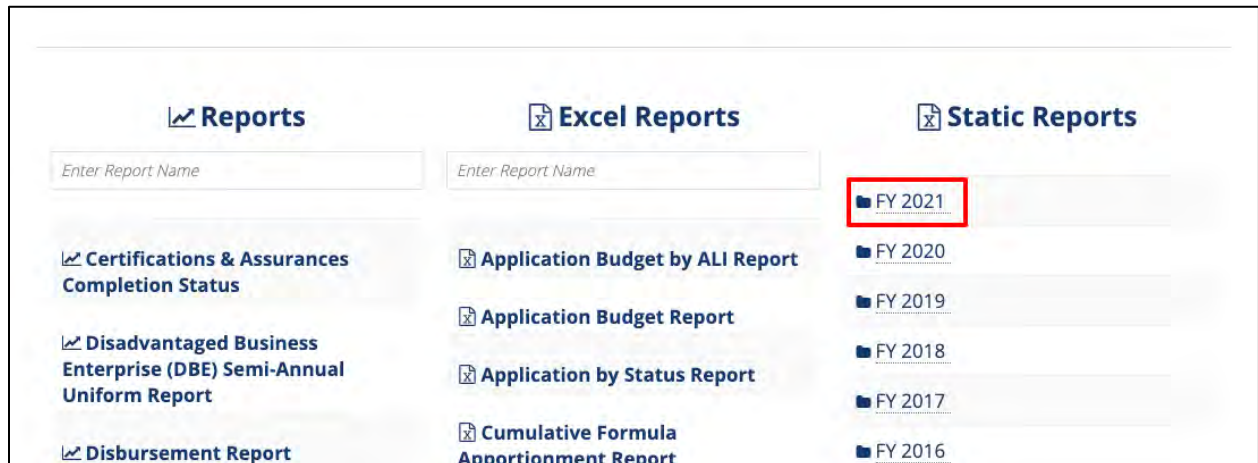 Reports
Enter Report Name
Certifications & Assurances
Completion Status
Disadvantaged Business
Enterprise (DBE) Semi-Annual
Uniform Report
Disbursement Report
Excel Reports
Enter Report Name
Application Budget by ALI Report
Application Budget Report
Application by Status Report
Cumulative Formula
Apportionment Report
Static Reports
FY 2021
FY 2020
FY 2019
FY 2018
FY 2017
FY 2016